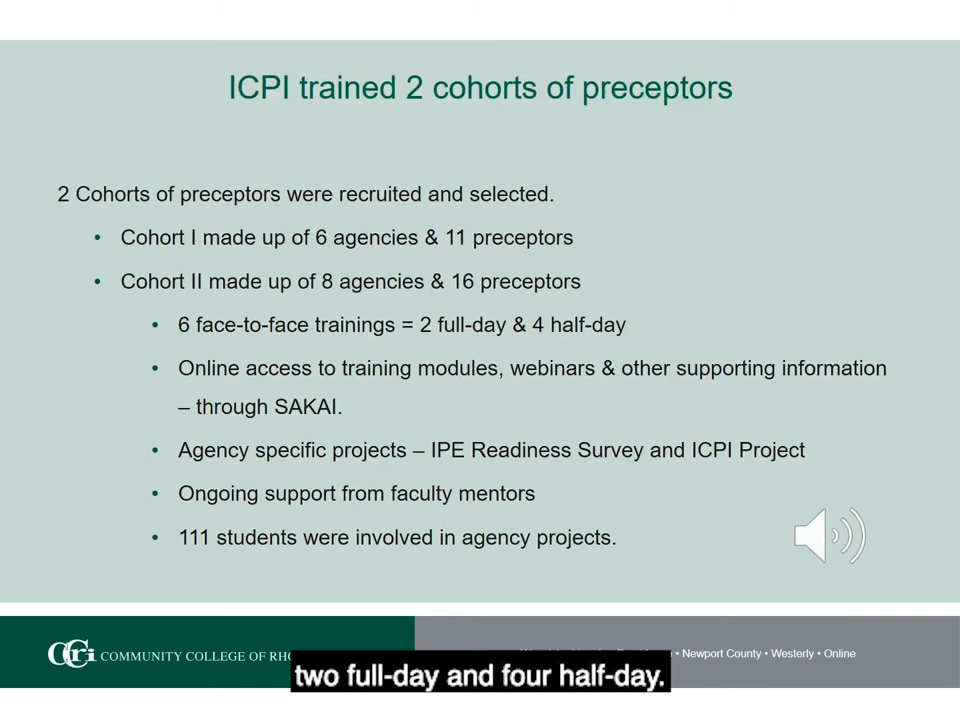 ICPI trained 2 cohorts of preceptors
2 Cohorts of preceptors were recruited and selected.
• Cohort I made up of 6 agencies & 11 preceptors
• Cohort II made up of 8 agencies & 16 preceptors
• 6 face-to-face trainings = 2 full-day & 4 half-day
• Online access to training modules, webinars & other supporting information
– through SAKAI.
• Agency specific projects – IPE Readiness Survey and ICPI Project
• Ongoing support from faculty mentors
• 111 students were involved in agency projects.
CCri COMMUNITY COLLEGE OF
• Newport County • Westerly • Online
two full-day and four half-day.